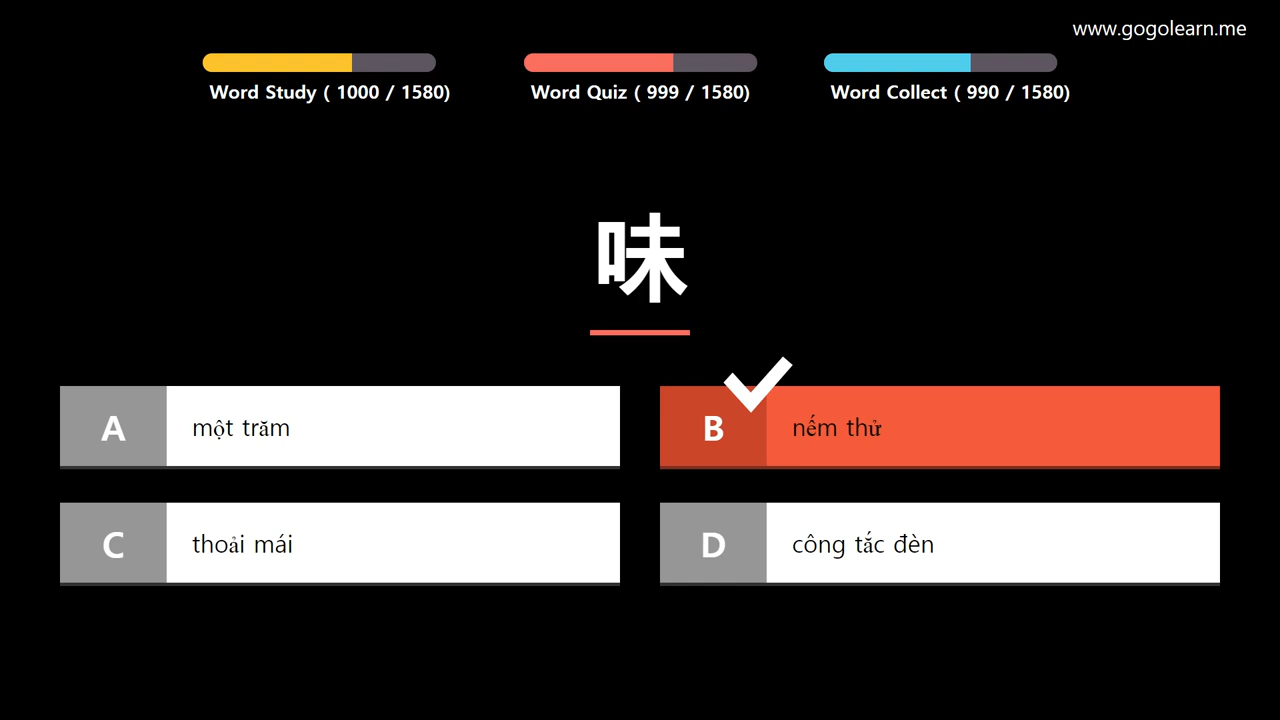 www.gogolearn.me
Word Study ( 1000 / 1580)
Word Quiz ( 999 / 1580)
Word Collect ( 990 / 1580)
味
A
một trăm
B
nếm thử
C
thoải mái
D
công tắc đèn